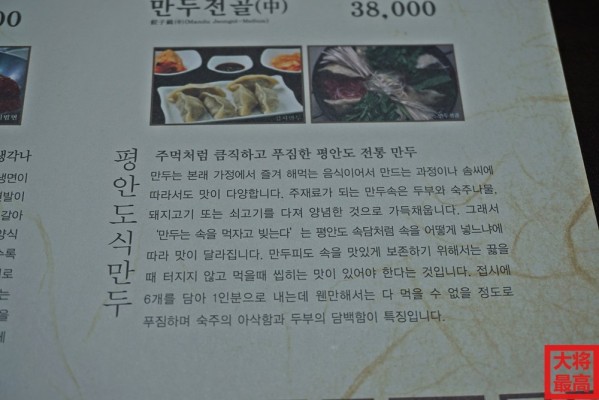 만두전골(中)
38,000
00
주먹처럼 큼직하고 푸짐한 평안도 전통 만두
평안도식만두
만두는 본래 가정에서 즐겨 해먹는 음식이어서 만드는 과정이나 솜씨에
따라서도 맛이 다양합니다. 주재료가 되는 만두속은 두부와 숙주나물,
돼지고기 또는 쇠고기를 다져 양념한 것으로 가득채웁니다. 그래서
'만두는 속을 먹자고 빚는다' 는 평안도 속담처럼 속을 어떻게 넣느냐에
따라 맛이 달라집니다. 만두피도 속을 맛있게 보존하기 위해서는 끓을
때 터지지 않고 먹을때 씹히는 맛이 있어야 한다는 것입니다. 접시에
6개를 담아 1인분으로 내는데 웬만해서는 다 먹을 수 없을 정도로
푸짐하며 숙주의 아삭함과 두부의 담백함이 특징입니다.
생각나
냉면이
갈아
양식
수록
로
는
을
데
大将
最高